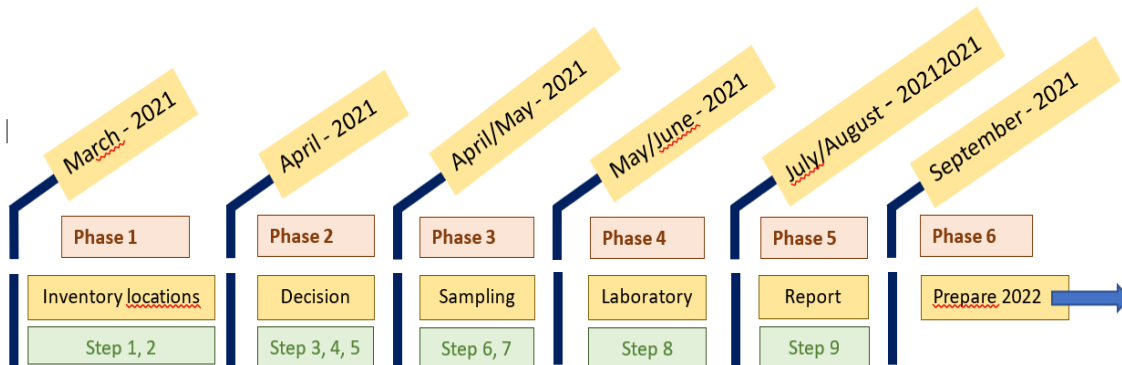 March - 2021
April - 2021
April/May - 2021
May/June - 2021
July/August - 20212021
September - 2021
Phase 1
Phase 2
Phase 3
Phase 4
Phase 5
Phase 6
Inventory locations
Decision
Sampling
Laboratory
Report
Prepare 2022
Step 1, 2
Step 3, 4, 5
Step 6, 7
Step 8
Step 9